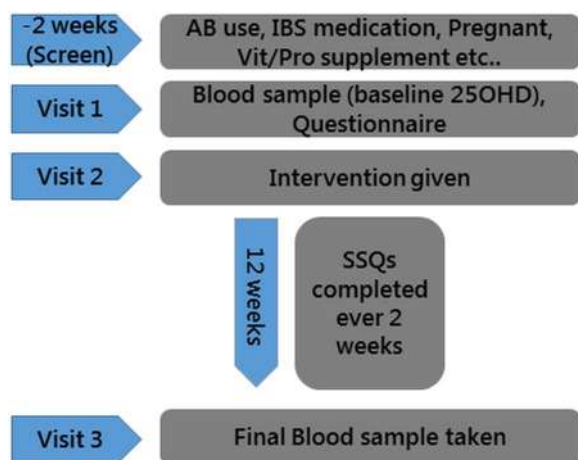 -2 weeks
(Screen)
AB use, IBS medication, Pregnant,
Vit/Pro supplement etc..
Visit 1
Blood sample (baseline 25OHD),
Questionnaire
Visit 2
Intervention given
12 weeks
SSQs
completed
ever 2
weeks
Visit 3
Final Blood sample taken